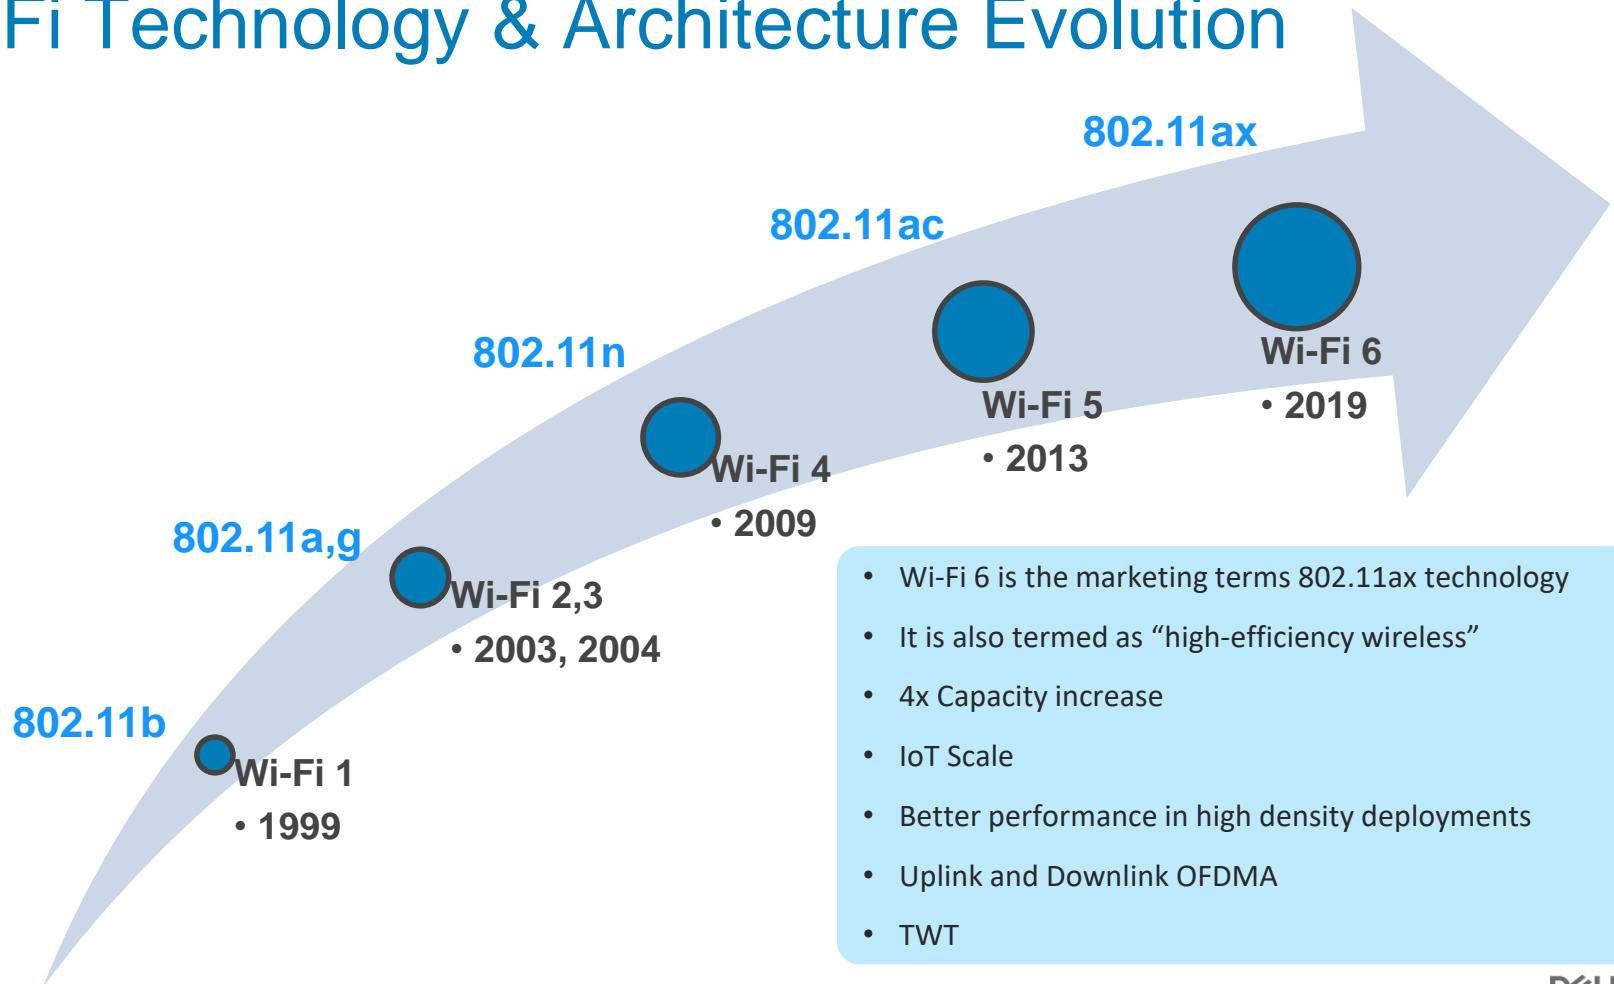 Fi Technology & Architecture Evolution
802.11ax
802.11ac
802.11n
802.11a,g
802.11b
Wi-Fi 6
• 2019
Wi-Fi 5
• 2013
Wi-Fi 4
• 2009
Wi-Fi 2,3
• 2003, 2004
Wi-Fi 1
• 1999
• Wi-Fi 6 is the marketing terms 802.11ax technology
• It is also termed as “high-efficiency wireless”
• 4x Capacity increase
• IoT Scale
• Better performance in high density deployments
• Uplink and Downlink OFDMA
• TWT